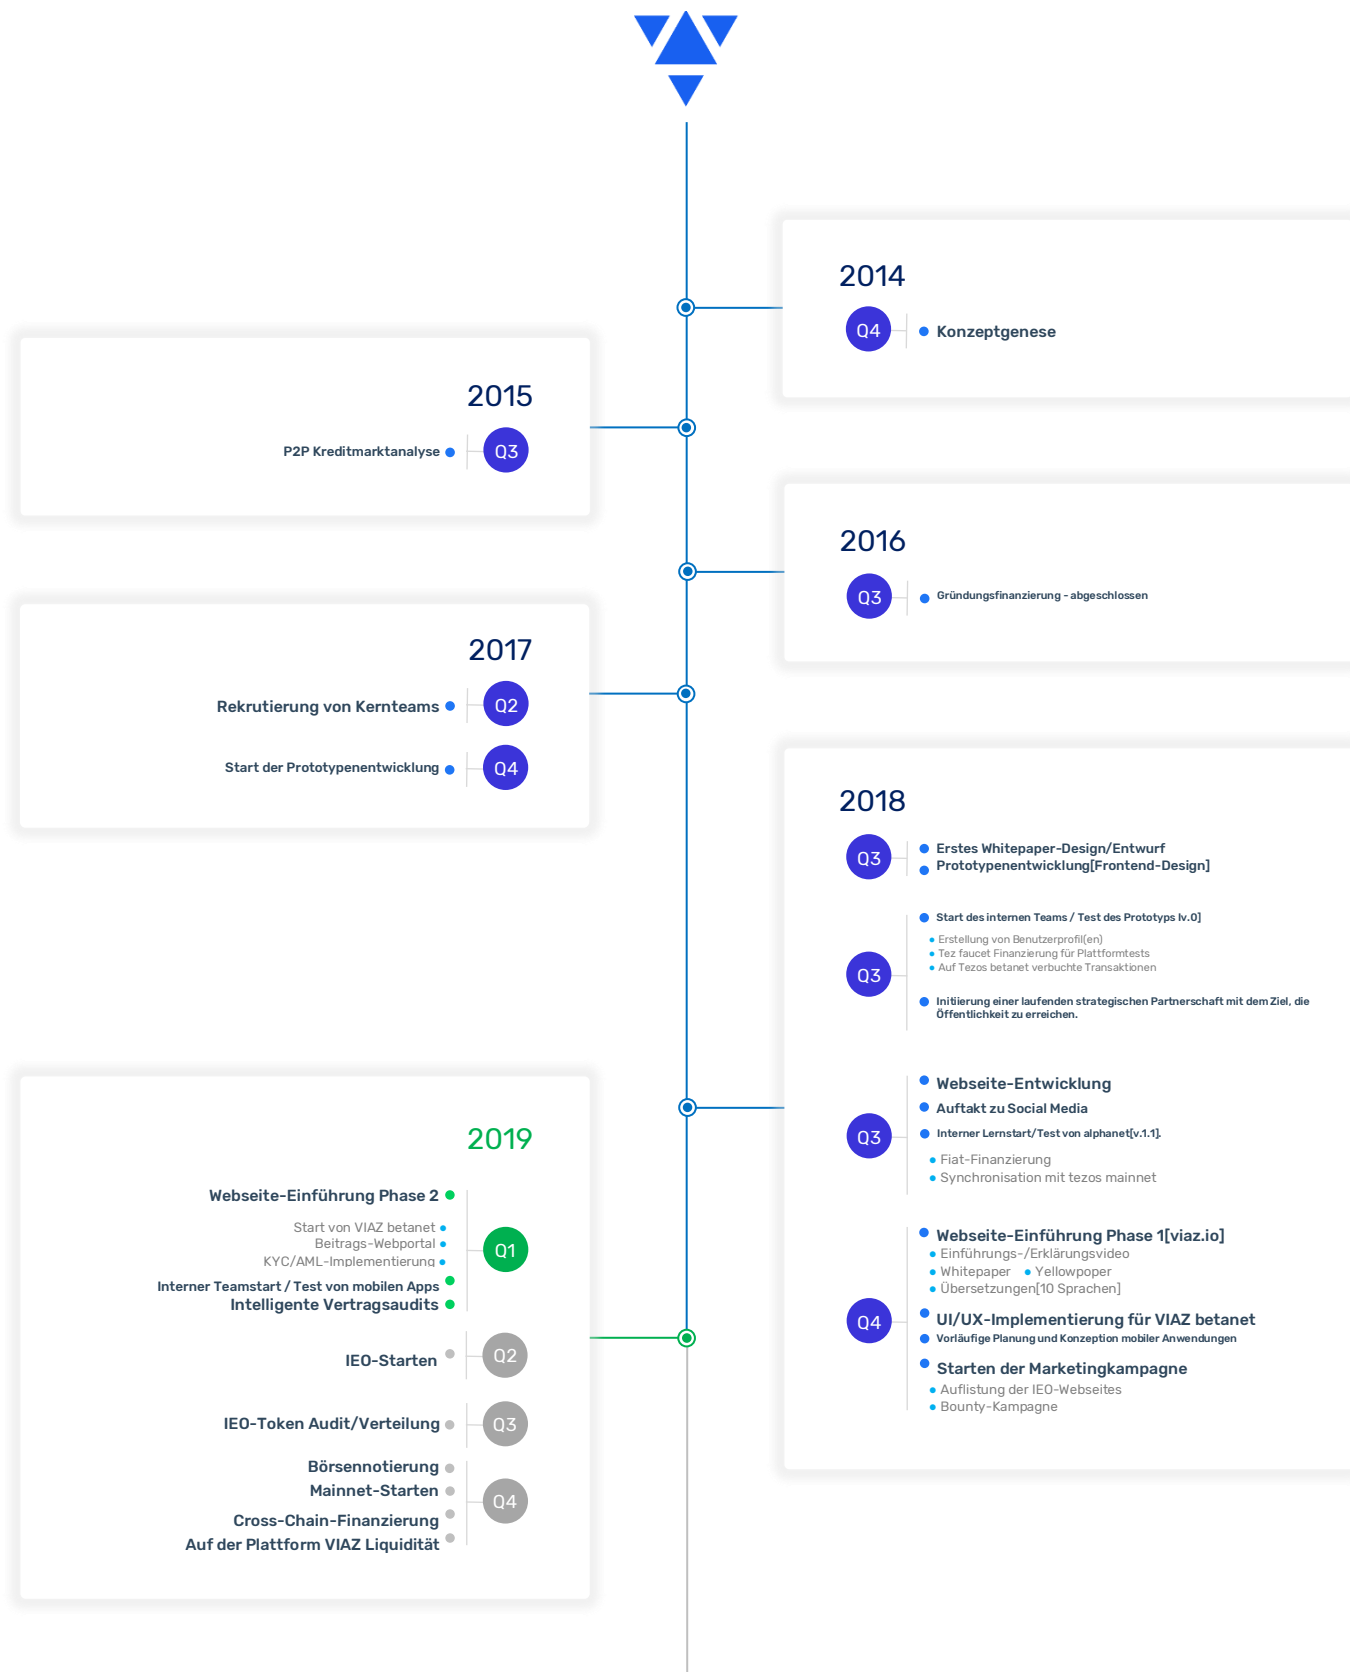 2014
Q4
Konzeptgenese
2015
P2P Kreditmarktanalyse
Q3
2016
Q3
Gründungsfinanzierung - abgeschlossen
2017
Rekrutierung von Kernteams
Q2
Start der Prototypenentwicklung
Q4
2018
Q3
Erstes Whitepaper-Design/Entwurf
Prototypenentwicklung[Frontend-Design]
Q3
Start des internen Teams / Test des Prototyps lv.0]
Erstellung von Benutzerprofil(en)
Tez faucet Finanzierung für Plattformtests
Auf Tezos betanet verbuchte Transaktionen
Initiierung einer laufenden strategischen Partnerschaft mit dem Ziel, die
Öffentlichkeit zu erreichen.
Q3
Webseite-Entwicklung
Auftakt zu Social Media
Interner Lernstart/Test von alphanet[v.1.1].
Fiat-Finanzierung
Synchronisation mit tezos mainnet
Q4
Webseite-Einführung Phase 1[viaz.io]
Einführungs-/Erklärungsvideo
Whitepaper Yellowpoper
Übersetzungen[10 Sprachen]
UI/UX-Implementierung für VIAZ betanet
Vorläufige Planung und Konzeption mobiler Anwendungen
Starten der Marketingkampagne
Auflistung der IEO-Webseites
Bounty-Kampagne
2019
Webseite-Einführung Phase 2
Start von VIAZ betanet
Beitrags-Webportal
KYC/AML-Implementierung
Q1
Interner Teamstart / Test von mobilen Apps
Intelligente Vertragsaudits
IEO-Starten
Q2
IEO-Token Audit/Verteilung
Q3
Börsennotierung
Mainnet-Starten
Q4
Cross-Chain-Finanzierung
Auf der Plattform VIAZ Liquidität